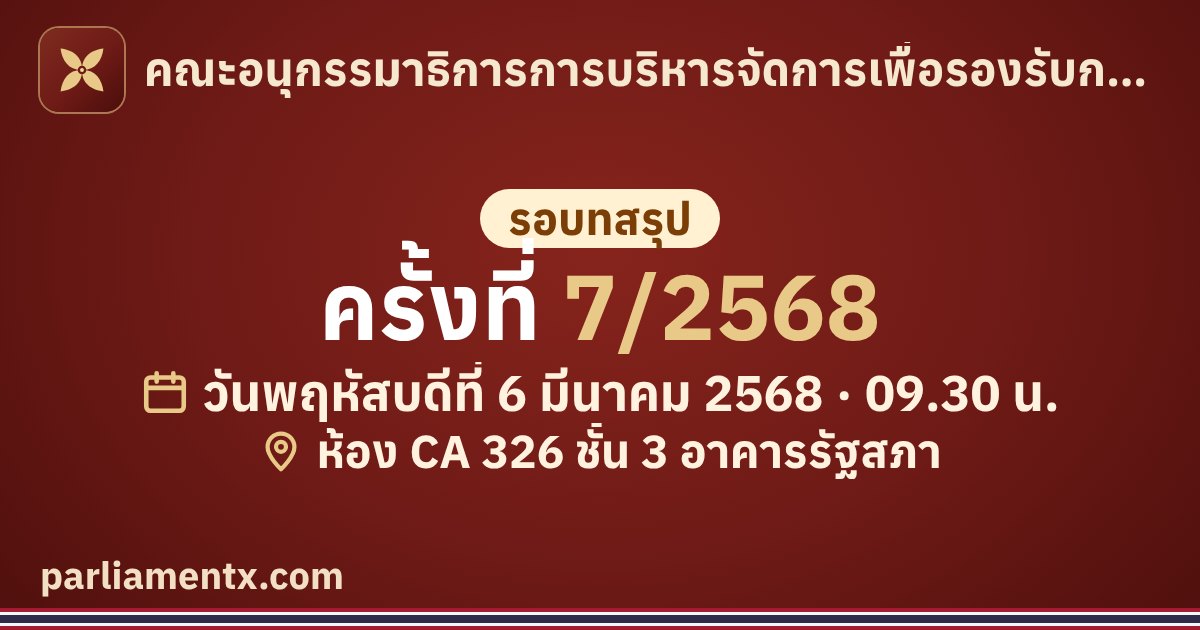 คณะอนุกรรมาธิการการบริหารจัดการเพื่อรองรับก...
รอบทสรุป
ครั้งที่ 7/2568
วันพฤหัสบดีที่ 6 มีนาคม 2568 · 09.30 น.
ห้อง CA 326 ชั้น 3 อาคารรัฐสภา
parliamentx.com